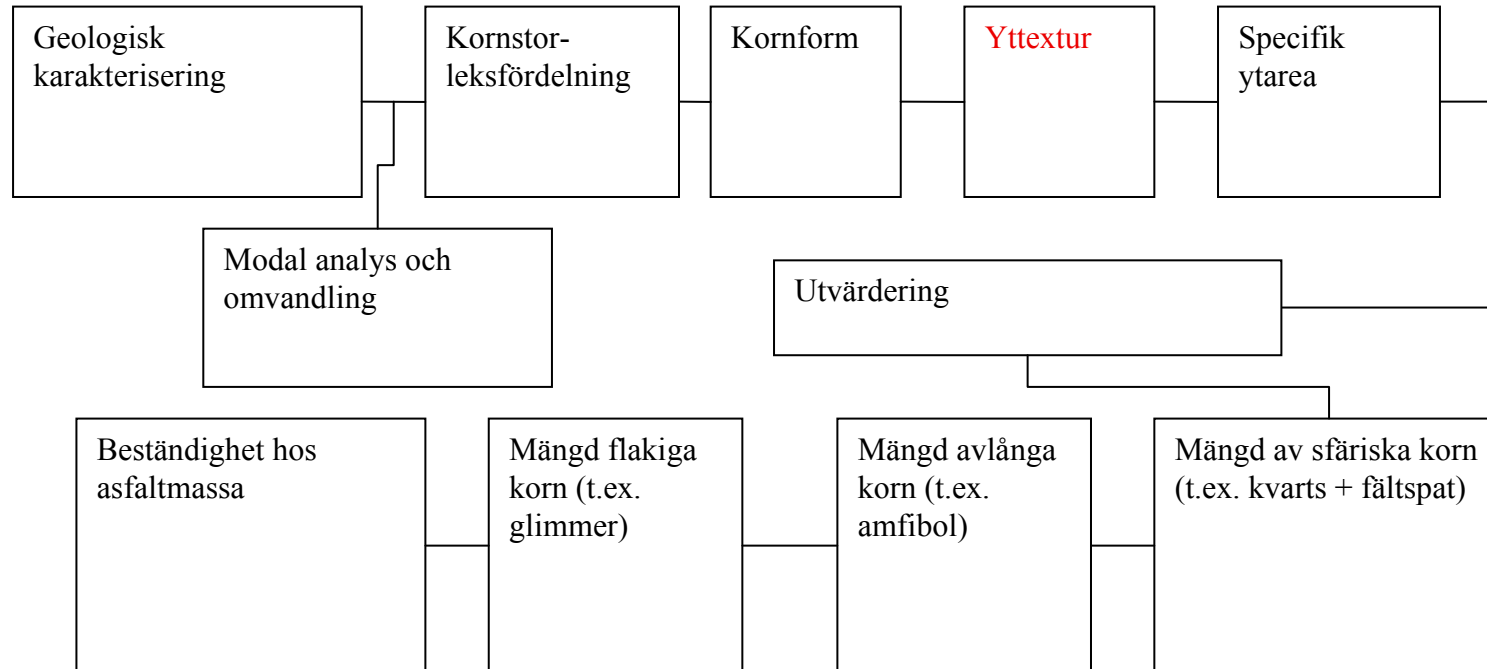 Geologisk
karakterisering
Kornstor-
leksfördelning
Kornform
Yttextur
Specifik
ytarea
Modal analys och
omvandling
Utvärdering
Beständighet hos
asfaltmassa
Mängd flakiga
korn (t.ex.
glimmer)
Mängd avlånga
korn (t.ex.
amfibol)
Mängd av sfäriska korn
(t.ex. kvarts + fältspat)